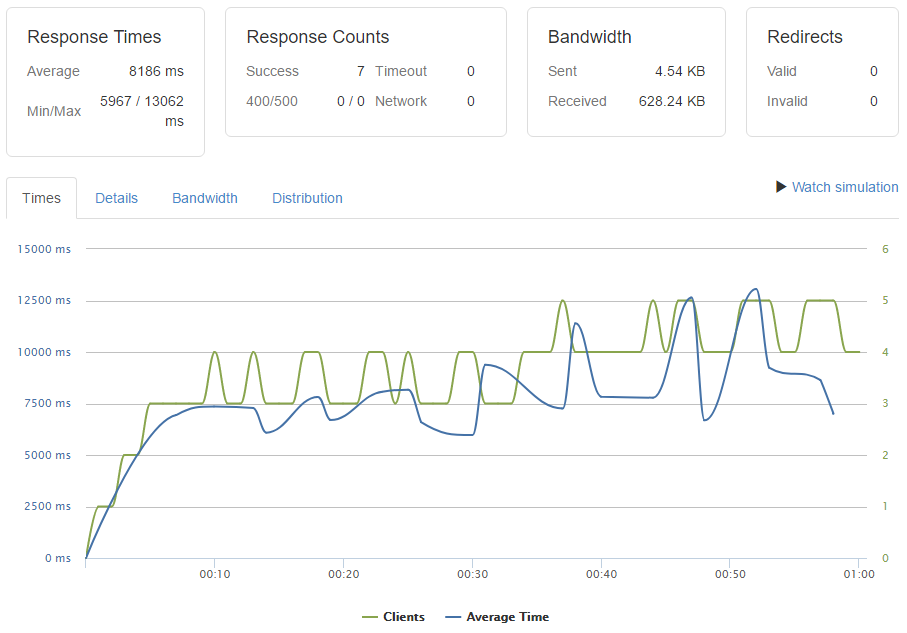 Response Times
Average 8186 ms
Min/Max 5967 / 13062 ms
Response Counts
Success 7 Timeout 0
400/500 0 / 0 Network 0
Bandwidth
Sent 4.54 KB
Received 628.24 KB
Redirects
Valid 0
Invalid 0
Times Details Bandwidth Distribution
Watch simulation
15000 ms 6
12500 ms 5
10000 ms 4
7500 ms 3
5000 ms 2
2500 ms 1
0 ms 0
00:10 00:20 00:30 00:40 00:50 01:00
Clients Average Time